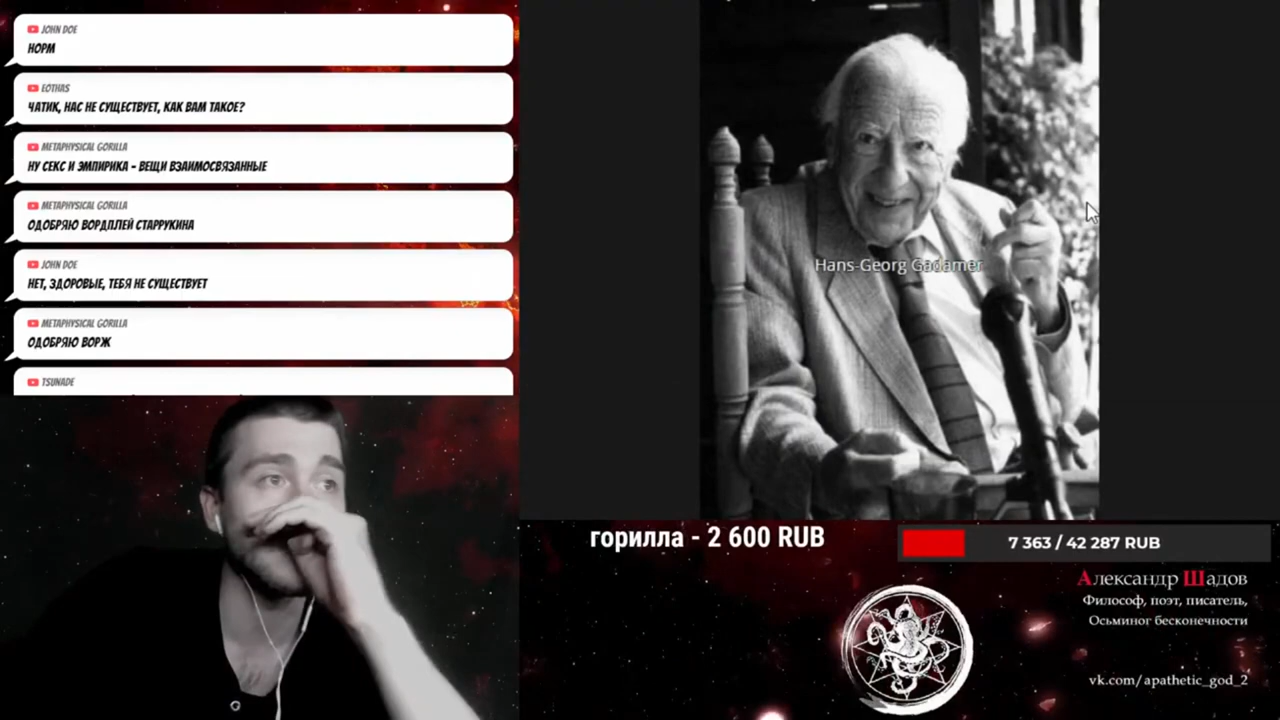 JOHN DOE
НОРМ
EOTHAS
ЧАТИК, НАС НЕ СУЩЕСТВУЕТ, КАК ВАМ ТАКОЕ?
METAPHYSICAL GORILLA
НУ СЕКС И ЭМПИРИКА - ВЕЩИ ВЗАИМОСВЯЗАННЫЕ
METAPHYSICAL GORILLA
ОДОБРЯЮ ВОРДПЛЕЙ СТАРРУКИНА
JOHN DOE
НЕТ, ЗДОРОВЫЕ, ТЕБЯ НЕ СУЩЕСТВУЕТ
METAPHYSICAL GORILLA
ОДОБРЯЮ ВОРЖ
TSUNADE
Hans-Georg Gadamer
горилла - 2 600 RUB
7 363 / 42 287 RUB
Александр Шадов
Философ, поэт, писатель,
Осьминог бесконечности
vk.com/apathetic_god_2